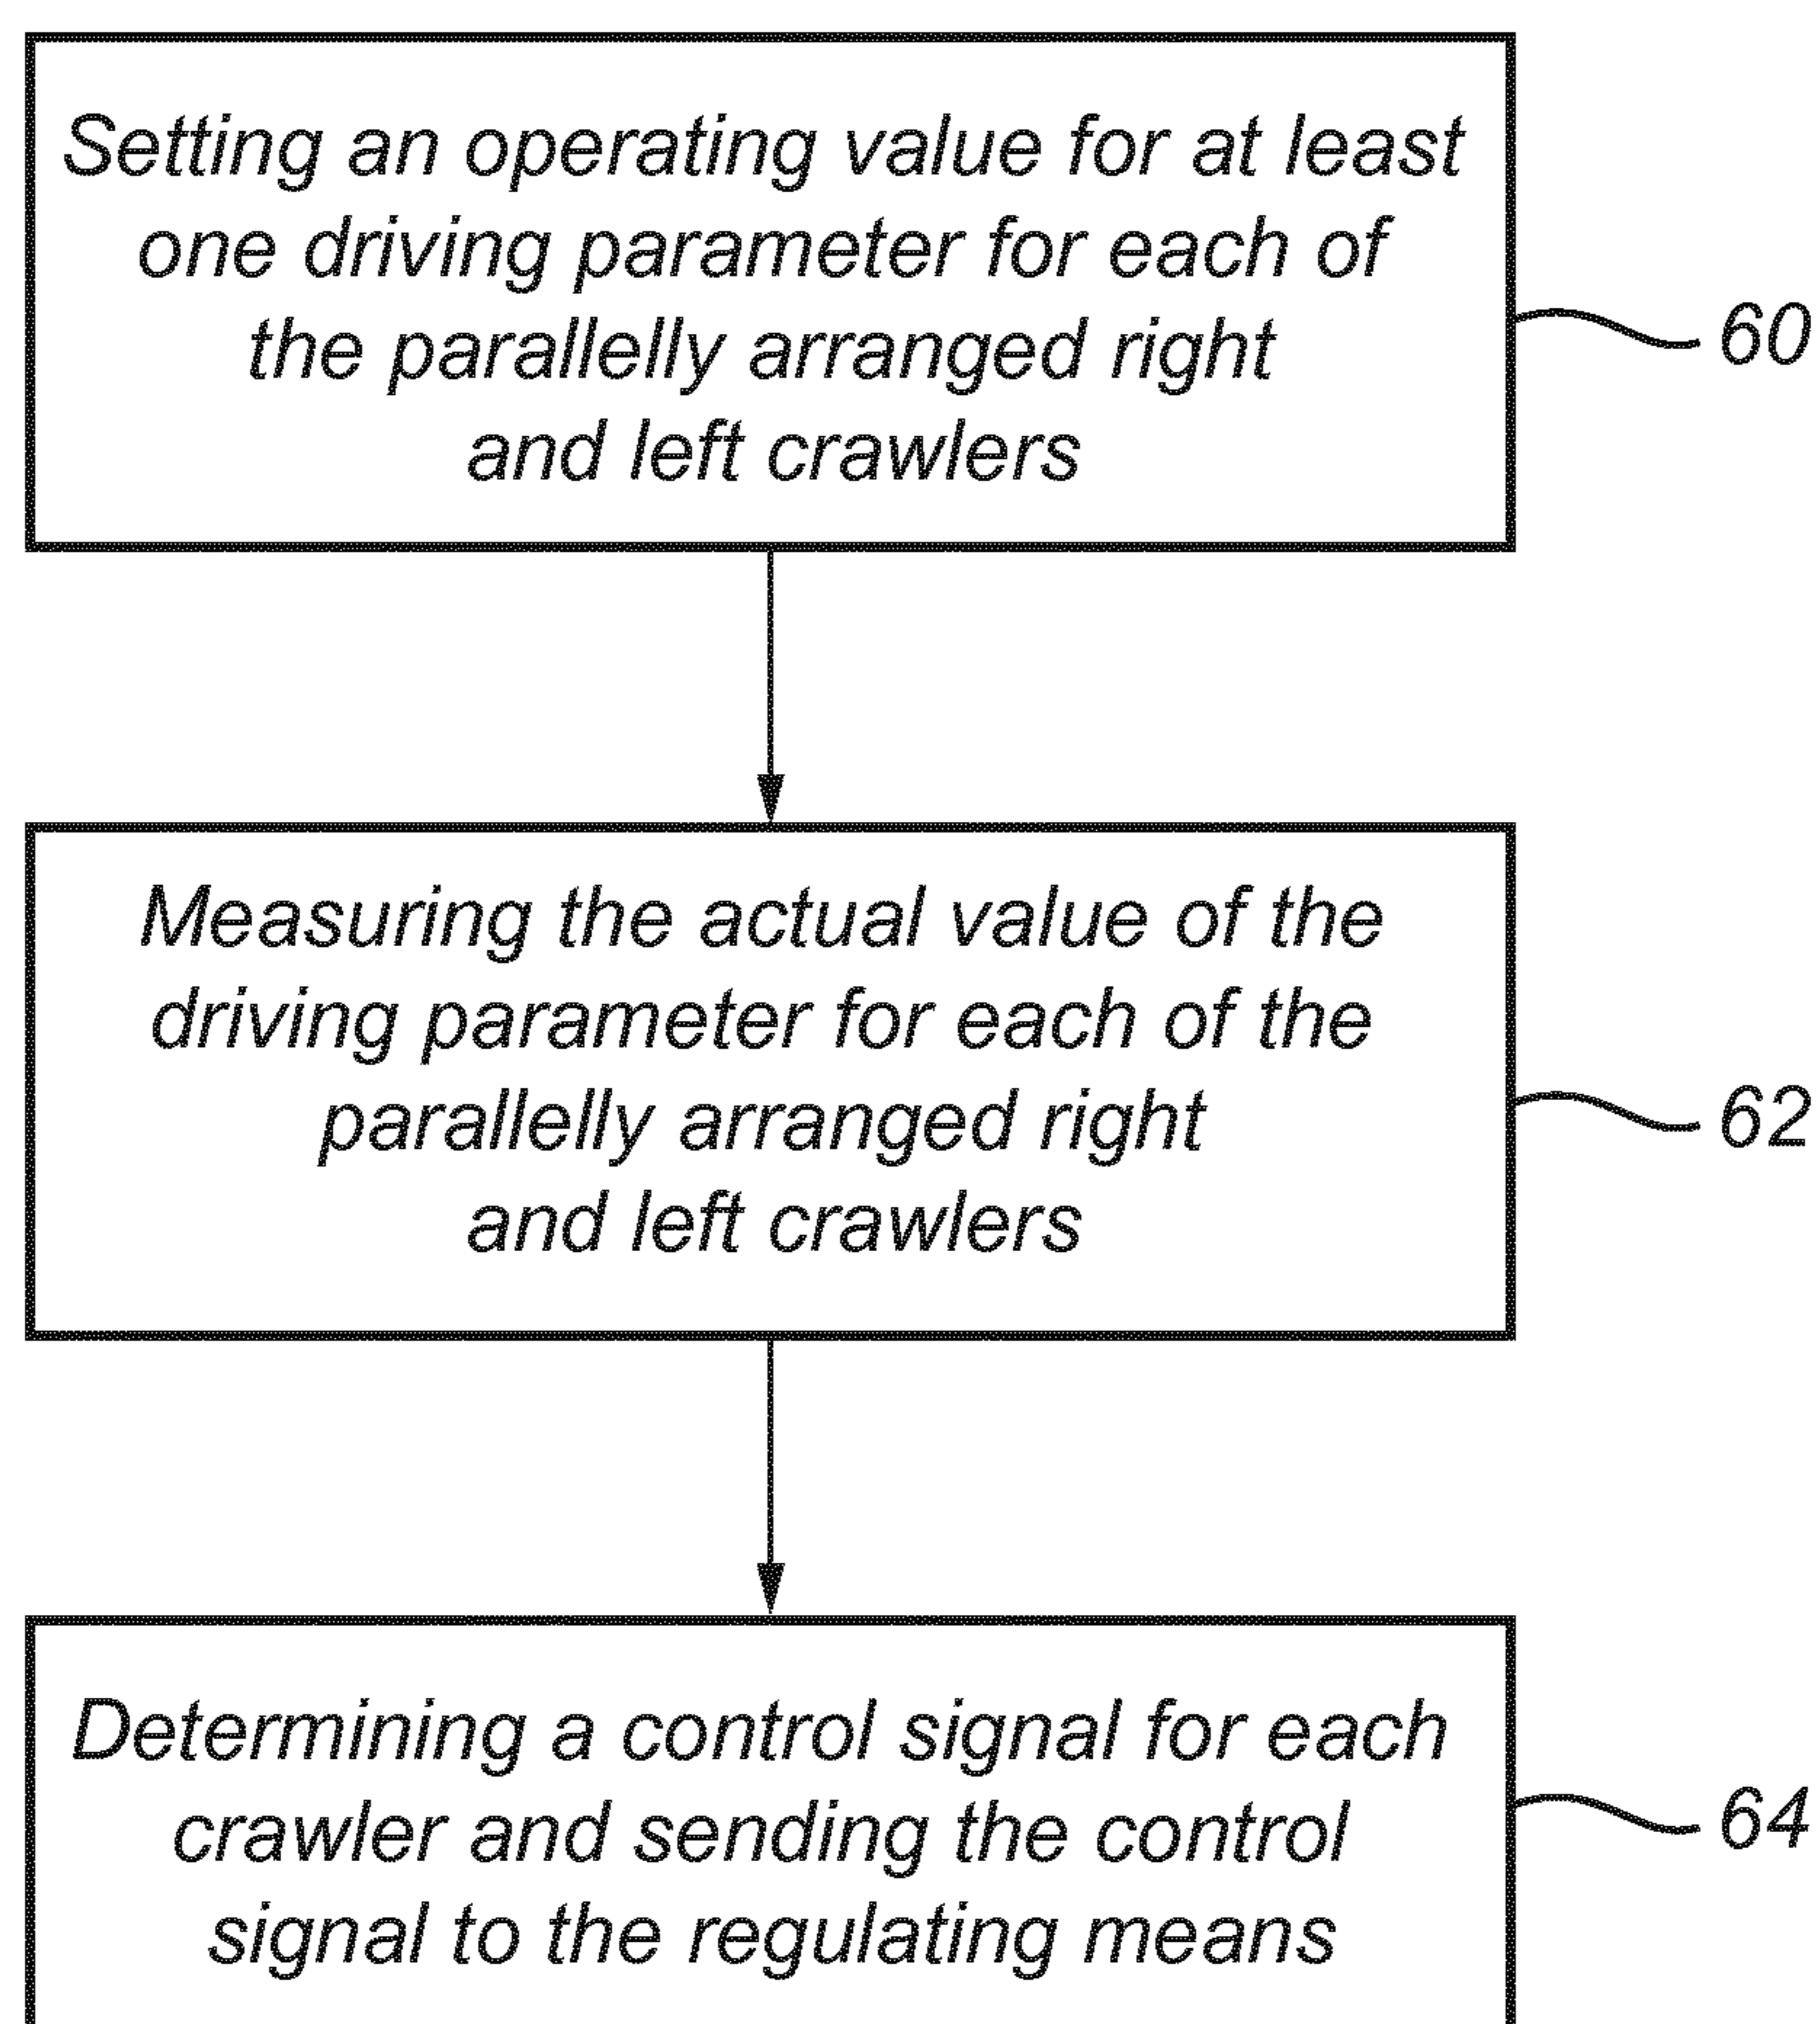 Setting an operating value for at least
one driving parameter for each of
the parallelly arranged right
and left crawlers
60
Measuring the actual value of the
driving parameter for each of the
parallelly arranged right
and left crawlers
62
Determining a control signal for each
crawler and sending the control
signal to the regulating means
64